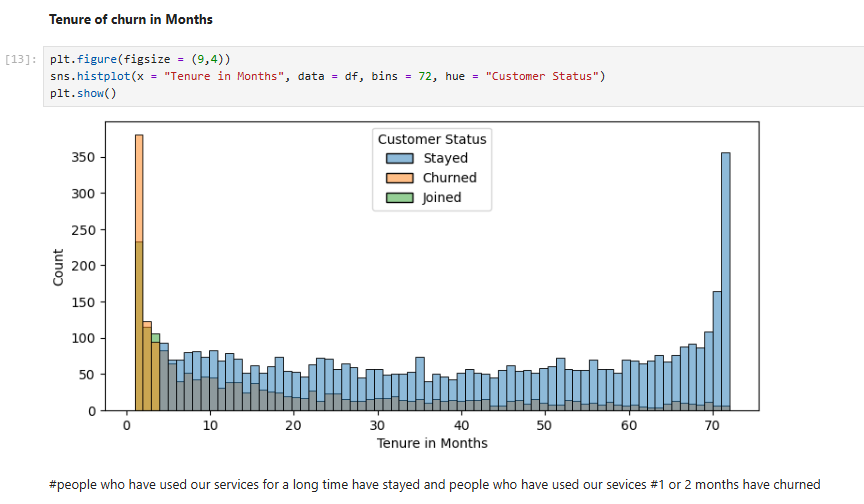 Tenure of churn in Months
[13]:
plt.figure(figsize = (9,4))
sns.histplot(x = "Tenure in Months", data = df, bins = 72, hue = "Customer Status")
plt.show()
Customer Status
Stayed
Churned
Joined
350
300
250
200
150
100
50
0
Count
0 10 20 30 40 50 60 70
Tenure in Months
#people who have used our services for a long time have stayed and people who have used our sevices #1 or 2 months have churned